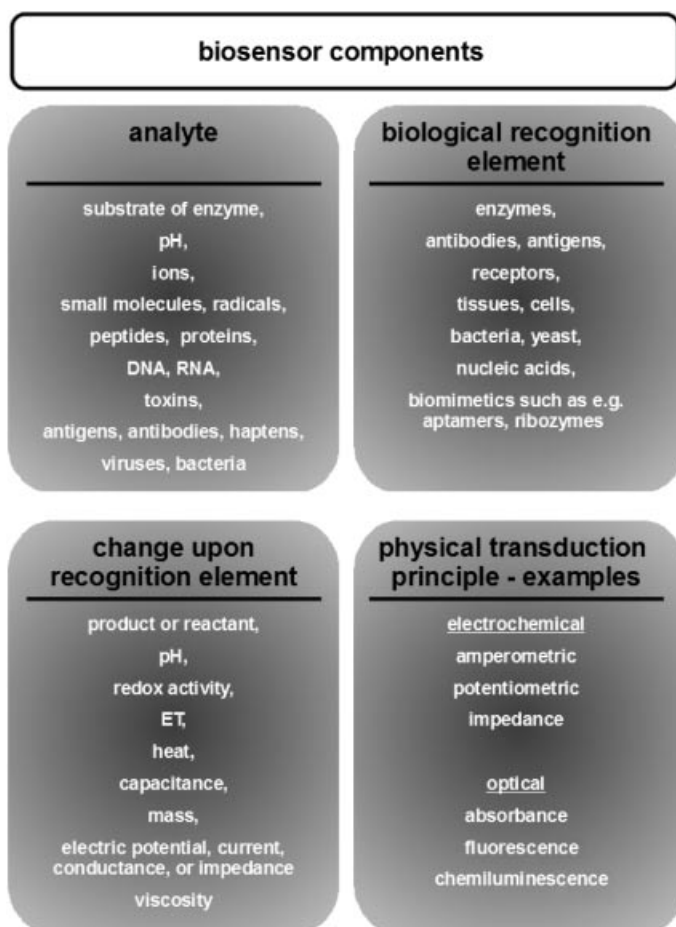 biosensor components
analyte
substrate of enzyme,
pH,
ions,
small molecules, radicals,
peptides, proteins,
DNA, RNA,
toxins,
antigens, antibodies, haptens,
viruses, bacteria
biological recognition
element
enzymes,
antibodies, antigens,
receptors,
tissues, cells,
bacteria, yeast,
nucleic acids,
biomimetics such as e.g.
aptamers, ribozymes
change upon
recognition element
product or reactant,
pH,
redox activity,
ET,
heat,
capacitance,
mass,
electric potential, current,
conductance, or impedance
viscosity
physical transduction
principle - examples
electrochemical
amperometric
potentiometric
impedance
optical
absorbance
fluorescence
chemiluminescence